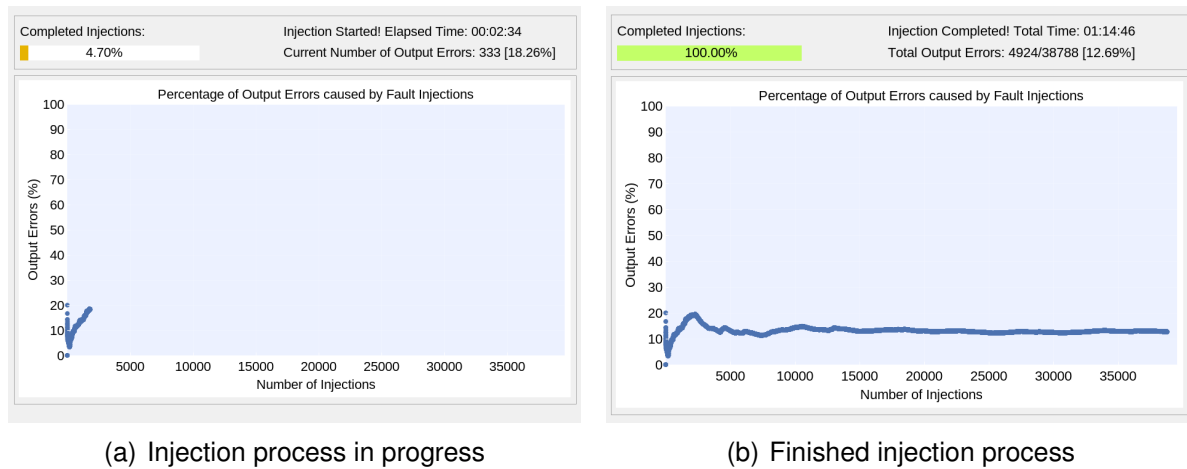 Completed Injections:
Injection Started! Elapsed Time: 00:02:34
4.70%
Current Number of Output Errors: 333 [18.26%]
Percentage of Output Errors caused by Fault Injections
100
90
80
70
60
50
40
30
20
10
0
Output Errors (%)
5000 10000 15000 20000 25000 30000 35000
Number of Injections
(a) Injection process in progress
Completed Injections:
Injection Completed! Total Time: 01:14:46
100.00%
Total Output Errors: 4924/38788 [12.69%]
Percentage of Output Errors caused by Fault Injections
100
90
80
70
60
50
40
30
20
10
0
Output Errors (%)
5000 10000 15000 20000 25000 30000 35000
Number of Injections
(b) Finished injection process